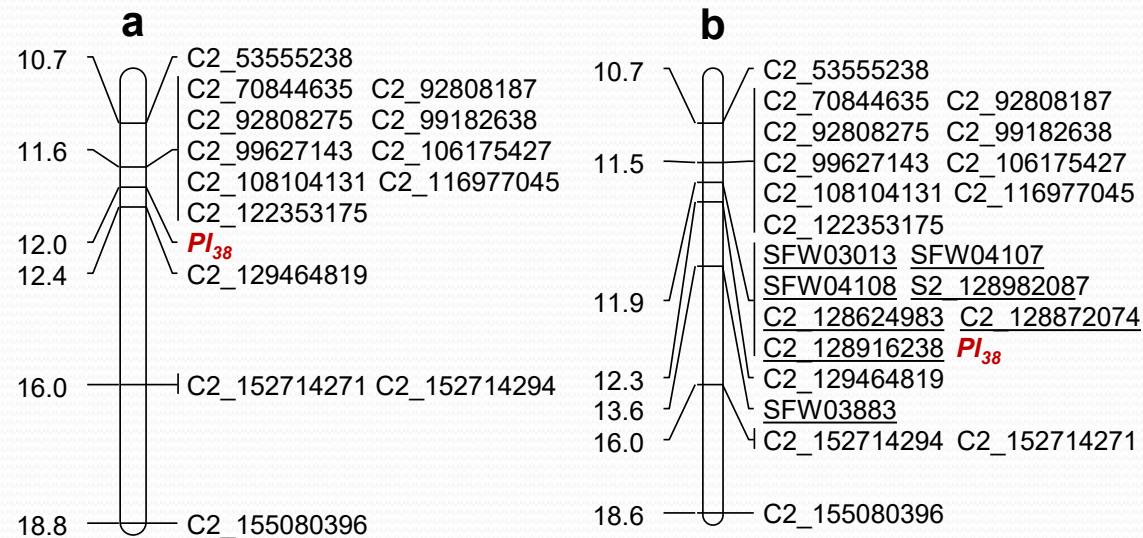 a
10.7 C2_53555238
C2_70844635 C2_92808187
C2_92808275 C2_99182638
11.6 C2_99627143 C2_106175427
C2_108104131 C2_116977045
C2_122353175
12.0 Pl38
12.4 C2_129464819
16.0 C2_152714271 C2_152714294
18.8 C2_155080396
b
10.7 C2_53555238
C2_70844635 C2_92808187
C2_92808275 C2_99182638
11.5 C2_99627143 C2_106175427
C2_108104131 C2_116977045
C2_122353175
SFW03013 SFW04107
11.9 SFW04108 S2_128982087
C2_128624983 C2_128872074
C2_128916238 Pl38
12.3 C2_129464819
13.6 SFW03883
16.0 C2_152714294 C2_152714271
18.6 C2_155080396